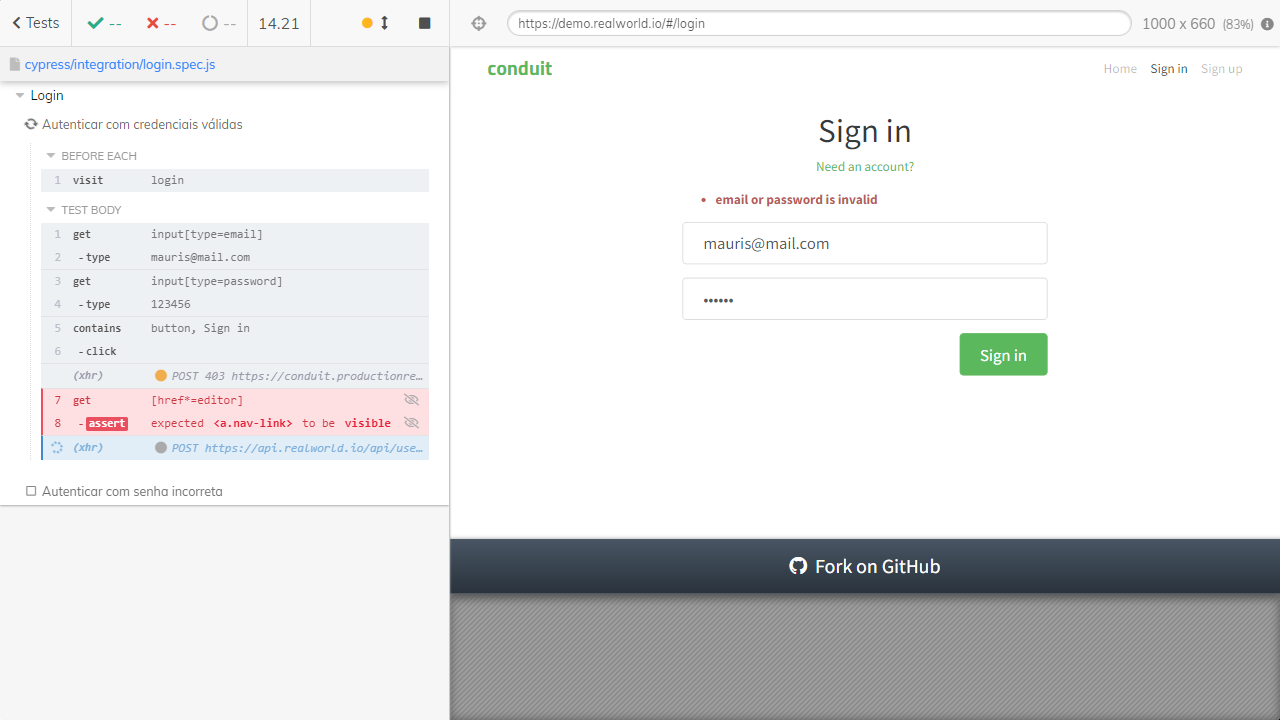 Tests -- -- -- 14.21
cypress/integration/login.spec.js
Login
Autenticar com credenciais válidas
BEFORE EACH
1 visit login
TEST BODY
1 get input[type=email]
2 -type mauris@mail.com
3 get input[type=password]
4 -type 123456
5 contains button, Sign in
6 -click
(xhr) POST 403 https://conduit.productionre…
7 get [href*=editor]
8 -assert expected <a.nav-link> to be visible
(xhr) POST https://api.realworld.io/api/use…
Autenticar com senha incorreta
https://demo.realworld.io/#/login 1000 x 660 (83%)
conduit Home Sign in Sign up
Sign in
Need an account?
• email or password is invalid
mauris@mail.com
••••••
Sign in
Fork on GitHub